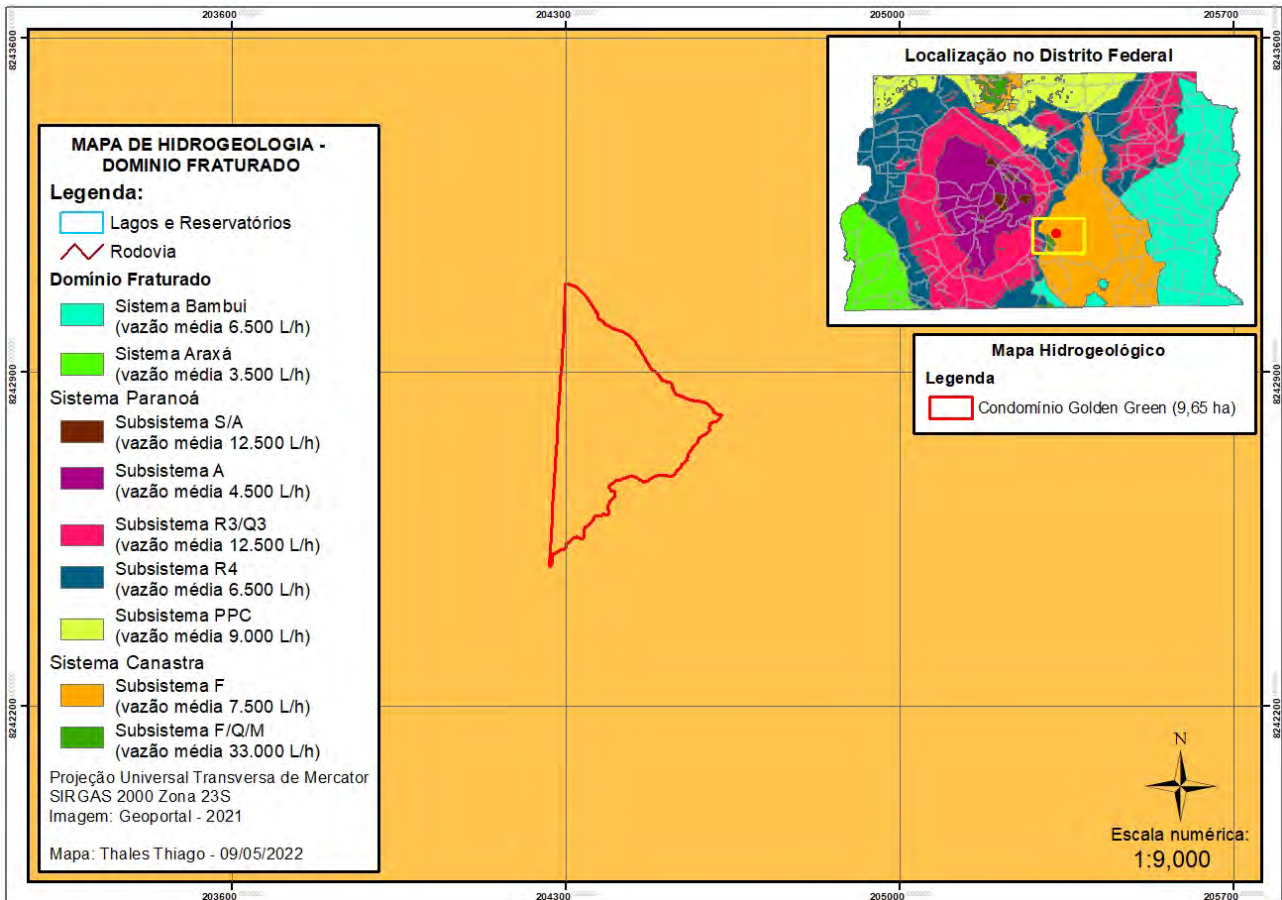 203600
204300
205000
205700
8243600
8243600
Localização no Distrito Federal
MAPA DE HIDROGEOLOGIA -
DOMINIO FRATURADO
Legenda:
Lagos e Reservatórios
Rodovia
Domínio Fraturado
Sistema Bambui
(vazão média 6.500 L/h)
Sistema Araxá
(vazão média 3.500 L/h)
Sistema Paranoá
Subsistema S/A
(vazão média 12.500 L/h)
Subsistema A
(vazão média 4.500 L/h)
Subsistema R3/Q3
(vazão média 12.500 L/h)
Subsistema R4
(vazão média 6.500 L/h)
Subsistema PPC
(vazão média 9.000 L/h)
Sistema Canastra
Subsistema F
(vazão média 7.500 L/h)
Subsistema F/Q/M
(vazão média 33.000 L/h)
Projeção Universal Transversa de Mercator
SIRGAS 2000 Zona 23S
Imagem: Geoportal - 2021
Mapa: Thales Thiago - 09/05/2022
Mapa Hidrogeológico
Legenda
Condomínio Golden Green (9,65 ha)
8242900
8242900
8242200
8242200
N
Escala numérica:
1:9,000
203600
204300
205000
205700